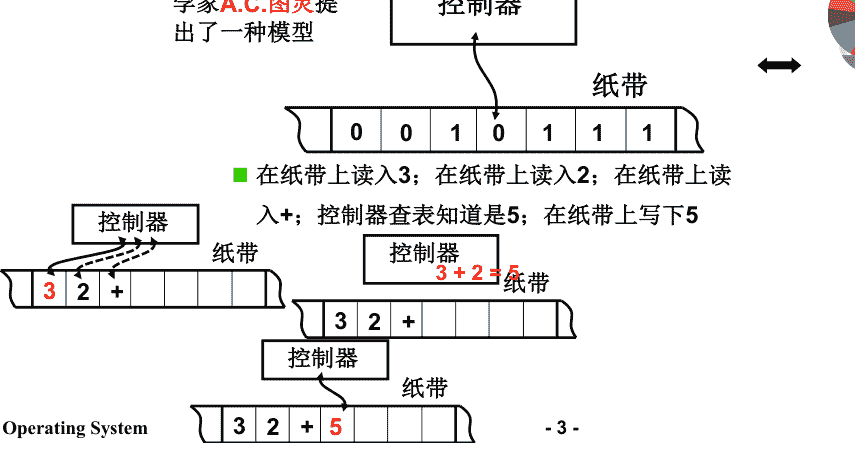 学家A.C.图灵提
出了一种模型
控制器
纸带
0 0 1 0 1 1 1
在纸带上读入3；在纸带上读入2；在纸带上读
入+；控制器查表知道是5；在纸带上写下5
控制器
纸带
3 2 +
控制器
3 + 2 = 5
纸带
3 2 +
控制器
纸带
3 2 + 5
Operating System
- 3 -